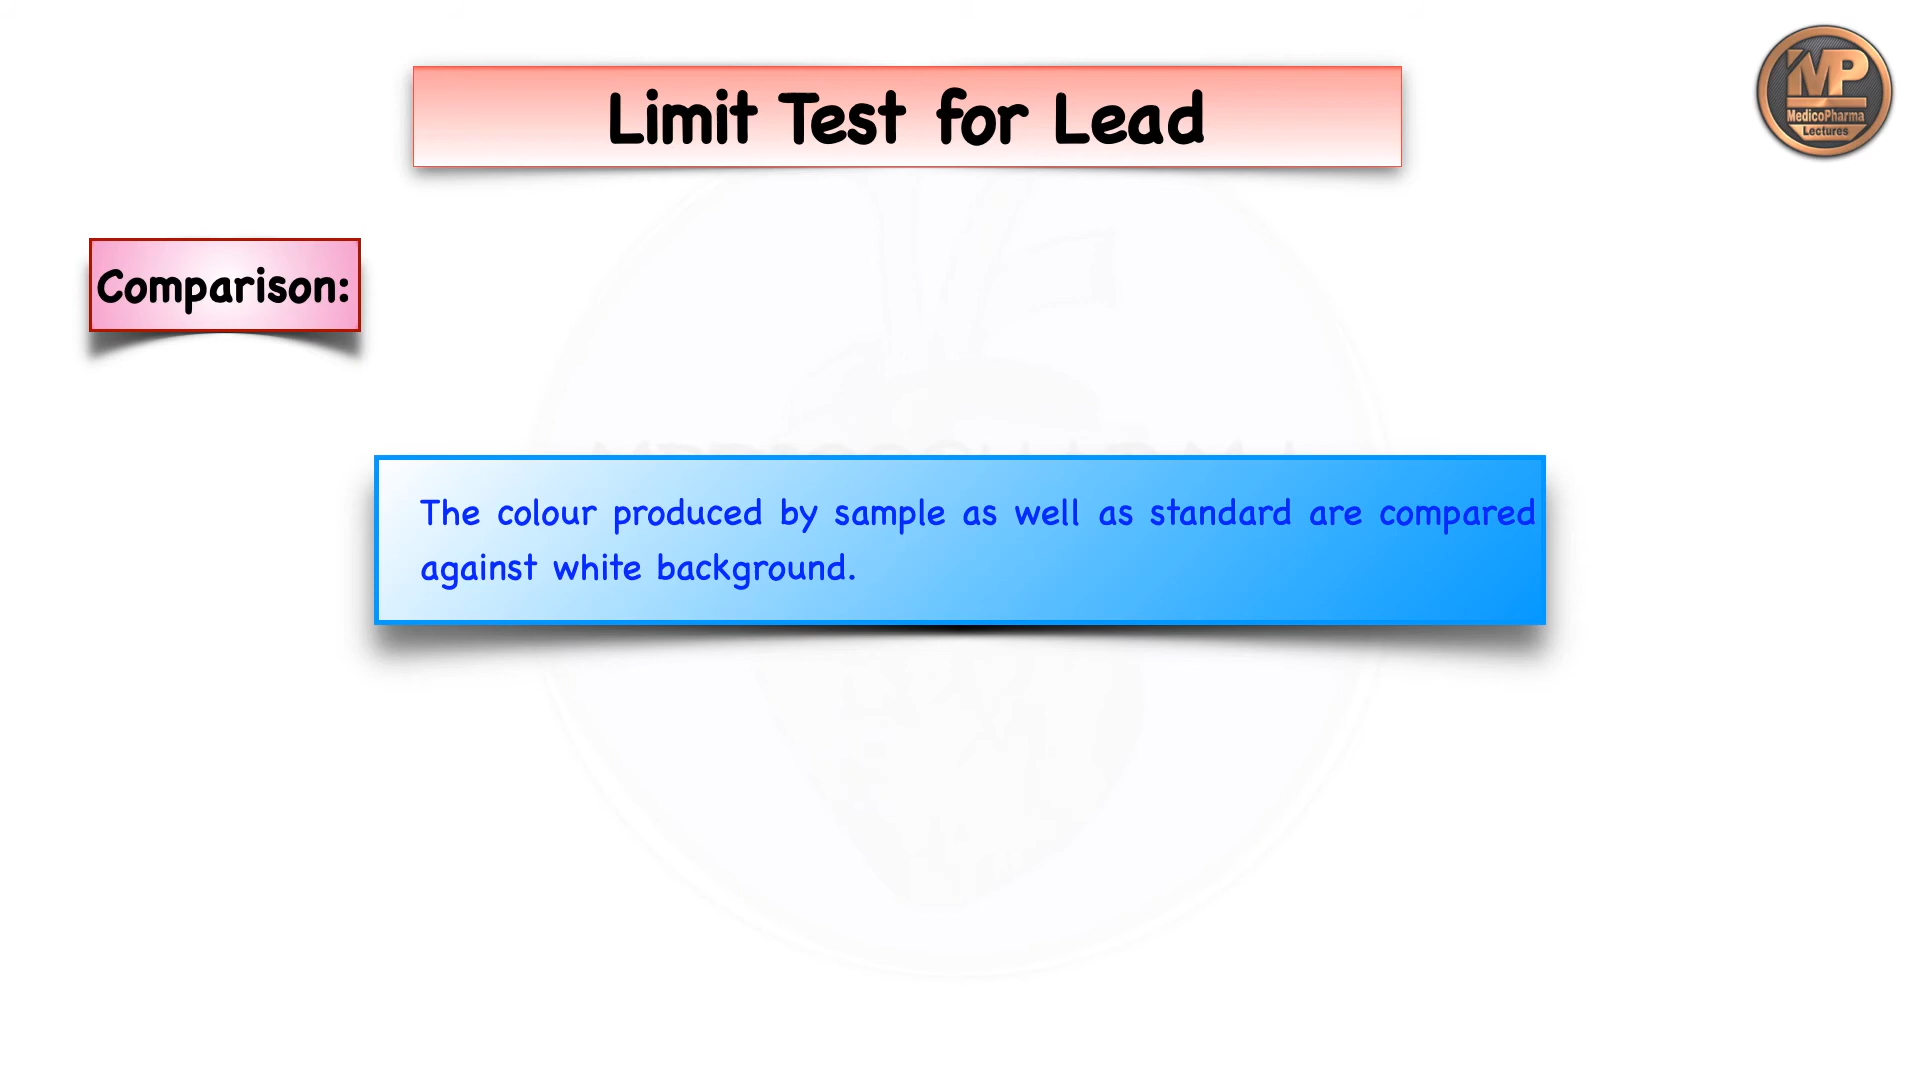 Limit Test for Lead
MP
MedicoPharma
Lectures
Comparison:
The colour produced by sample as well as standard are compared
against white background.